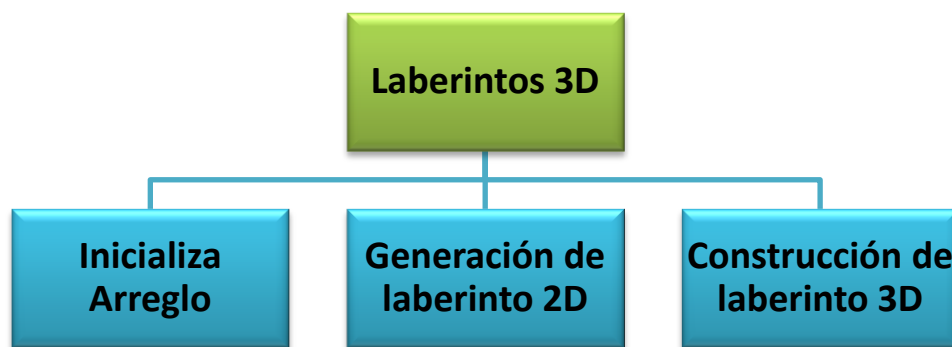 Laberintos 3D
Inicializa
Arreglo
Generación de
laberinto 2D
Construcción de
laberinto 3D